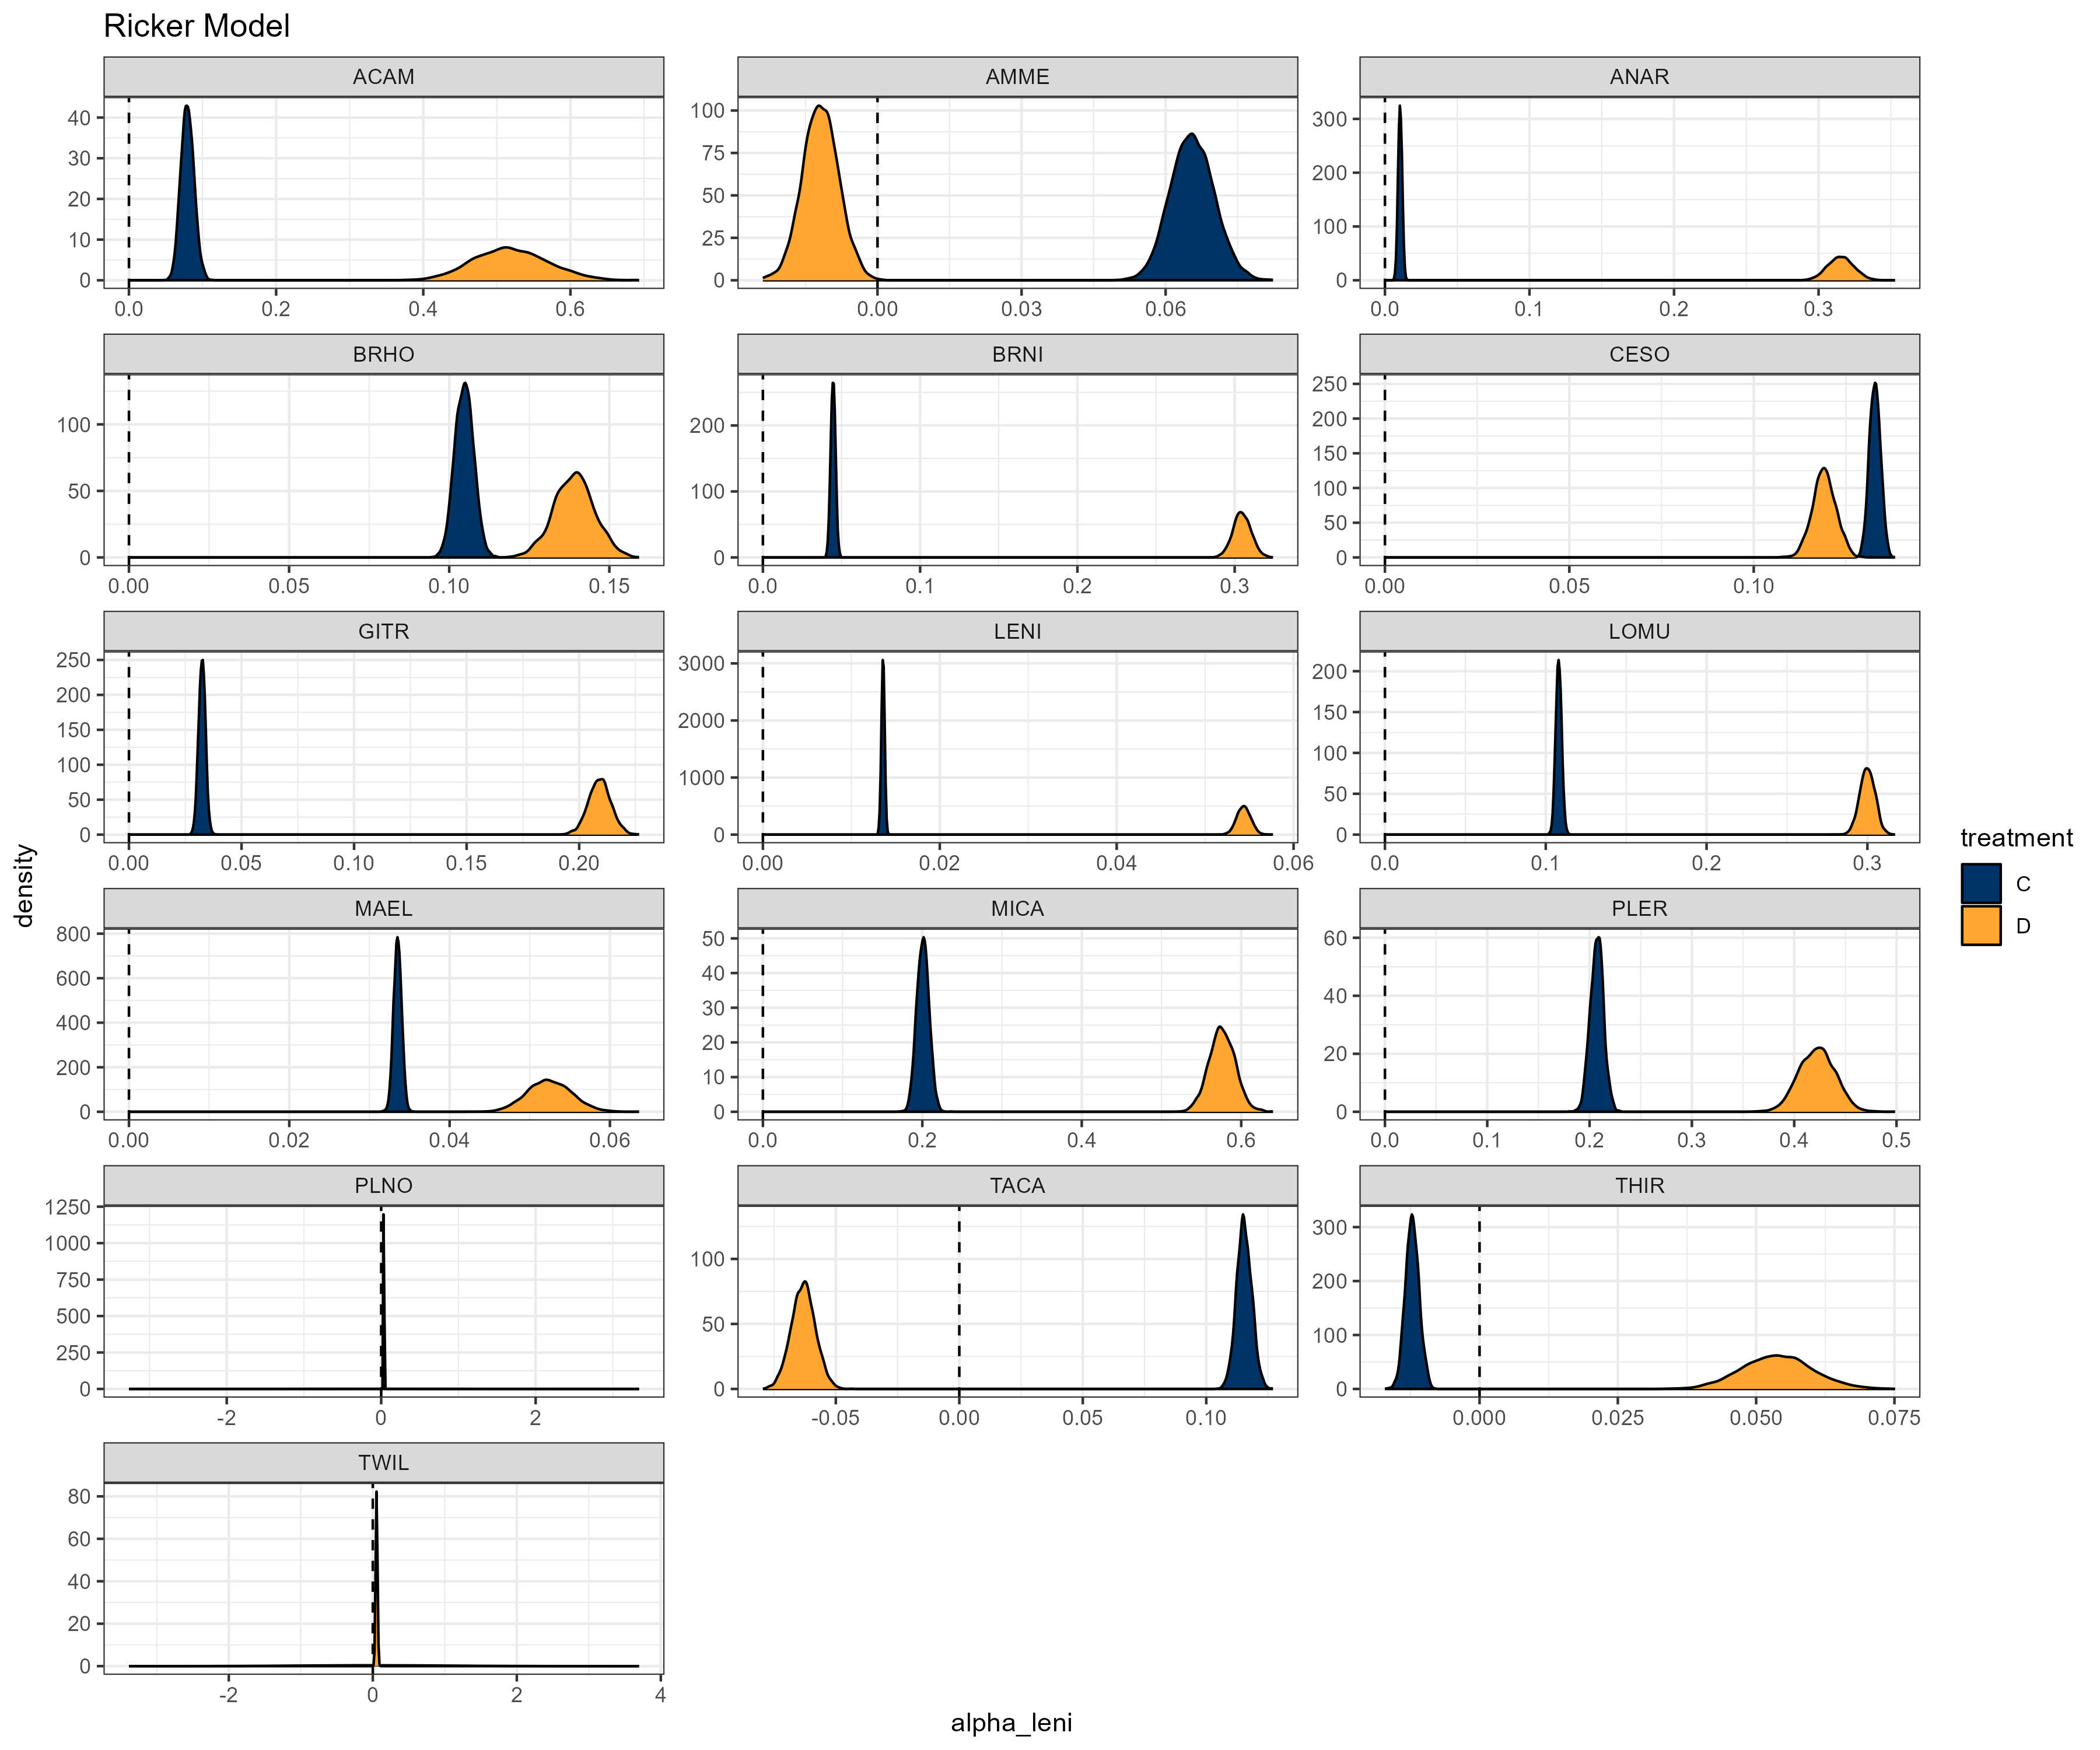 Ricker Model
ACAM AMME ANAR
40 30 20 10 0
100 75 50 25 0
300 200 100 0
0.0 0.2 0.4 0.6
0.00 0.03 0.06
0.0 0.1 0.2 0.3
BRHO BRNI CESO
100 50 0
200 100 0
250 200 150 100 50 0
0.00 0.05 0.10 0.15
0.0 0.1 0.2 0.3
0.00 0.05 0.10
GITR LENI LOMU
250 200 150 100 50 0
3000 2000 1000 0
200 150 100 50 0
0.00 0.05 0.10 0.15 0.20
0.00 0.02 0.04 0.06
0.0 0.1 0.2 0.3
MAEL MICA PLER
800 600 400 200 0
50 40 30 20 10 0
60 40 20 0
0.00 0.02 0.04 0.06
0.0 0.2 0.4 0.6
0.0 0.1 0.2 0.3 0.4 0.5
PLNO TACA THIR
1250 1000 750 500 250 0
100 50 0
300 200 100 0
-2 0 2
-0.05 0.00 0.05 0.10
0.000 0.025 0.050 0.075
TWIL
80 60 40 20 0
-2 0 2 4
density
alpha_leni
treatment
C
D